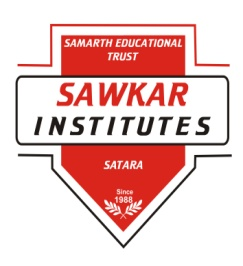 SAMARTH EDUCATIONAL
TRUST
SAWKAR
INSTITUTES
SATARA
Since
1988